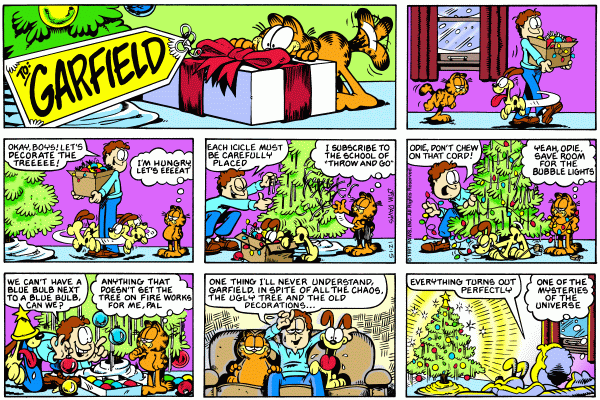 TO:
GARFIELD
OKAY, BOYS! LET'S
DECORATE THE
TREEEEE!
I'M HUNGRY.
LET'S EEEEAT
EACH ICICLE MUST
BE CAREFULLY
PLACED
I SUBSCRIBE TO
THE SCHOOL OF
"THROW AND GO"
JIM DAVIS
12-1
ODIE, DON'T CHEW
ON THAT CORD!
YEAH, ODIE,
SAVE ROOM
FOR THE
BUBBLE LIGHTS
WE CAN'T HAVE A
BLUE BULB NEXT
TO A BLUE BULB,
CAN WE?
ANYTHING THAT
DOESN'T SET THE
TREE ON FIRE WORKS
FOR ME, PAL
ONE THING I'LL NEVER UNDERSTAND,
GARFIELD. IN SPITE OF ALL THE CHAOS,
THE UGLY TREE AND THE OLD
DECORATIONS...
EVERYTHING TURNS OUT
PERFECTLY
ONE OF THE
MYSTERIES
OF THE
UNIVERSE